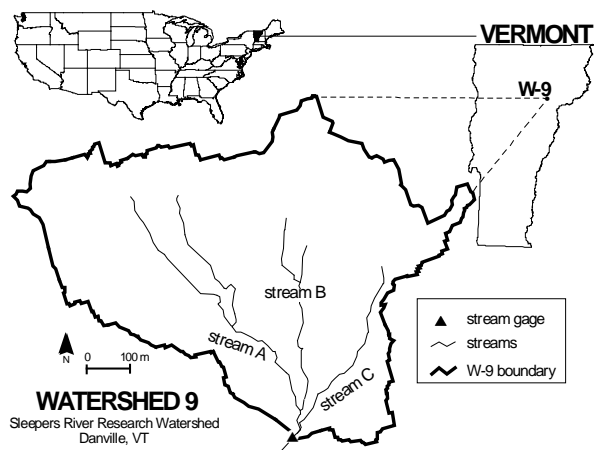 VERMONT
W-9
stream B
stream A
stream C
N
0 100 m
WATERSHED 9
Sleepers River Research Watershed
Danville, VT
stream gage
streams
W-9 boundary